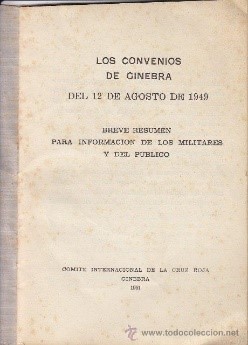 LOS CONVENIOS
DE GINEBRA
DEL 12 DE AGOSTO DE 1949
BREVE RESUMEN
PARA INFORMACION DE LOS MILITARES
Y DEL PUBLICO
COMITE INTERNACIONAL DE LA CRUZ ROJA
GINEBRA
todocoleccion.net